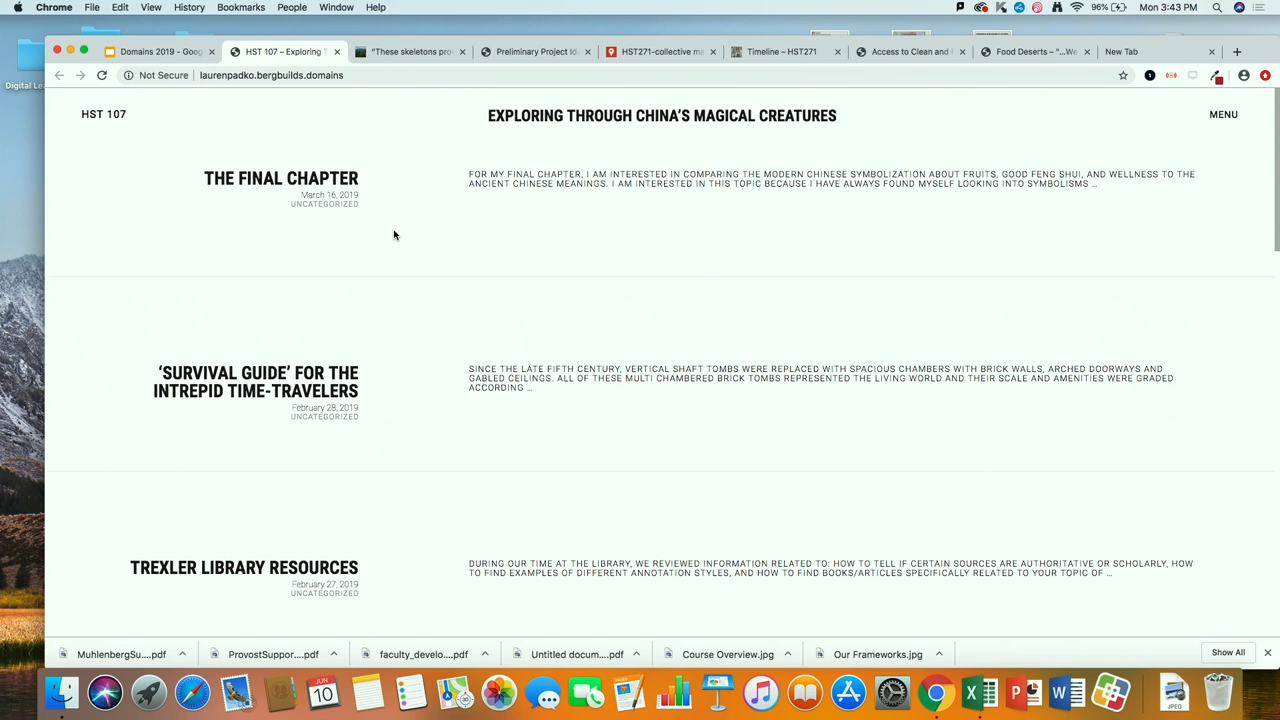 Chrome File Edit View History Bookmarks People Window Help 96% Mon 3:43 PM
Digital Le
Domains 2019 - Goog HST 107 – Exploring T "These skeletons pro Preliminary Project Id HST271-collective ma Timeline – HST271 Access to Clean and Food Deserts – "...We New Tab
Not Secure laurenpadko.bergbuilds.domains
HST 107 EXPLORING THROUGH CHINA'S MAGICAL CREATURES MENU
THE FINAL CHAPTER
March 16, 2019
UNCATEGORIZED
FOR MY FINAL CHAPTER, I AM INTERESTED IN COMPARING THE MODERN CHINESE SYMBOLIZATION ABOUT FRUITS, GOOD FENG SHUI, AND WELLNESS TO THE
ANCIENT CHINESE MEANINGS. I AM INTERESTED IN THIS TOPIC BECAUSE I HAVE ALWAYS FOUND MYSELF LOOKING INTO SYMBOLISMS …
'SURVIVAL GUIDE' FOR THE
INTREPID TIME-TRAVELERS
February 28, 2019
UNCATEGORIZED
SINCE THE LATE FIFTH CENTURY, VERTICAL SHAFT TOMBS WERE REPLACED WITH SPACIOUS CHAMBERS WITH BRICK WALLS, ARCHED DOORWAYS AND
GABLED CEILINGS. ALL OF THESE MULTI CHAMBERED BRICK TOMBS REPRESENTED THE LIVING WORLD AND THEIR SCALE AND AMENITIES WERE GRADED
ACCORDING …
TREXLER LIBRARY RESOURCES
February 27, 2019
UNCATEGORIZED
DURING OUR TIME AT THE LIBRARY, WE REVIEWED INFORMATION RELATED TO: HOW TO TELL IF CERTAIN SOURCES ARE AUTHORITATIVE OR SCHOLARLY, HOW
TO FIND EXAMPLES OF DIFFERENT ANNOTATION STYLES, AND HOW TO FIND BOOKS/ARTICLES SPECIFICALLY RELATED TO YOUR TOPIC OF …
MuhlenbergSu....pdf ProvostSuppor....pdf faculty_develo....pdf Untitled docum....pdf Course Overview.jpg Our Frameworks.jpg Show All
JUN
10
JPEG